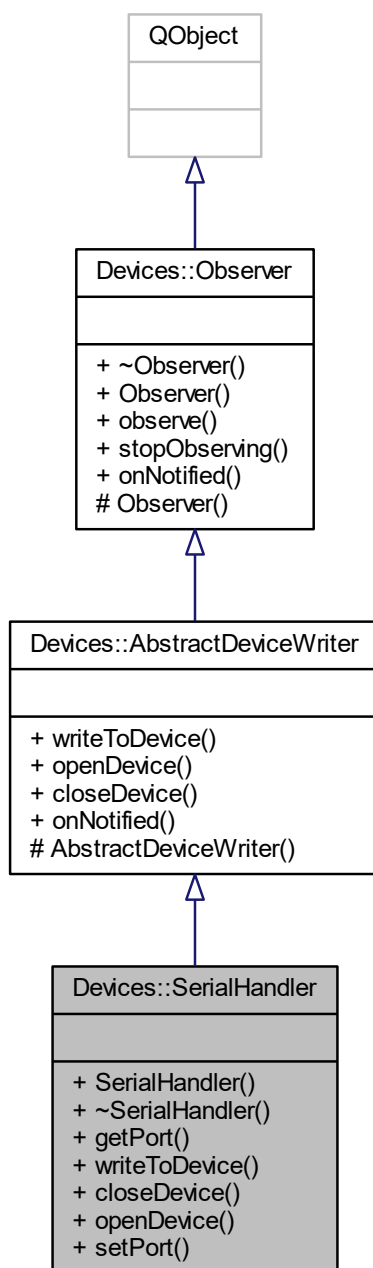 QObject
Devices::Observer
+ ~Observer()
+ Observer()
+ observe()
+ stopObserving()
+ onNotified()
# Observer()
Devices::AbstractDeviceWriter
+ writeToDevice()
+ openDevice()
+ closeDevice()
+ onNotified()
# AbstractDeviceWriter()
Devices::SerialHandler
+ SerialHandler()
+ ~SerialHandler()
+ getPort()
+ writeToDevice()
+ closeDevice()
+ openDevice()
+ setPort()